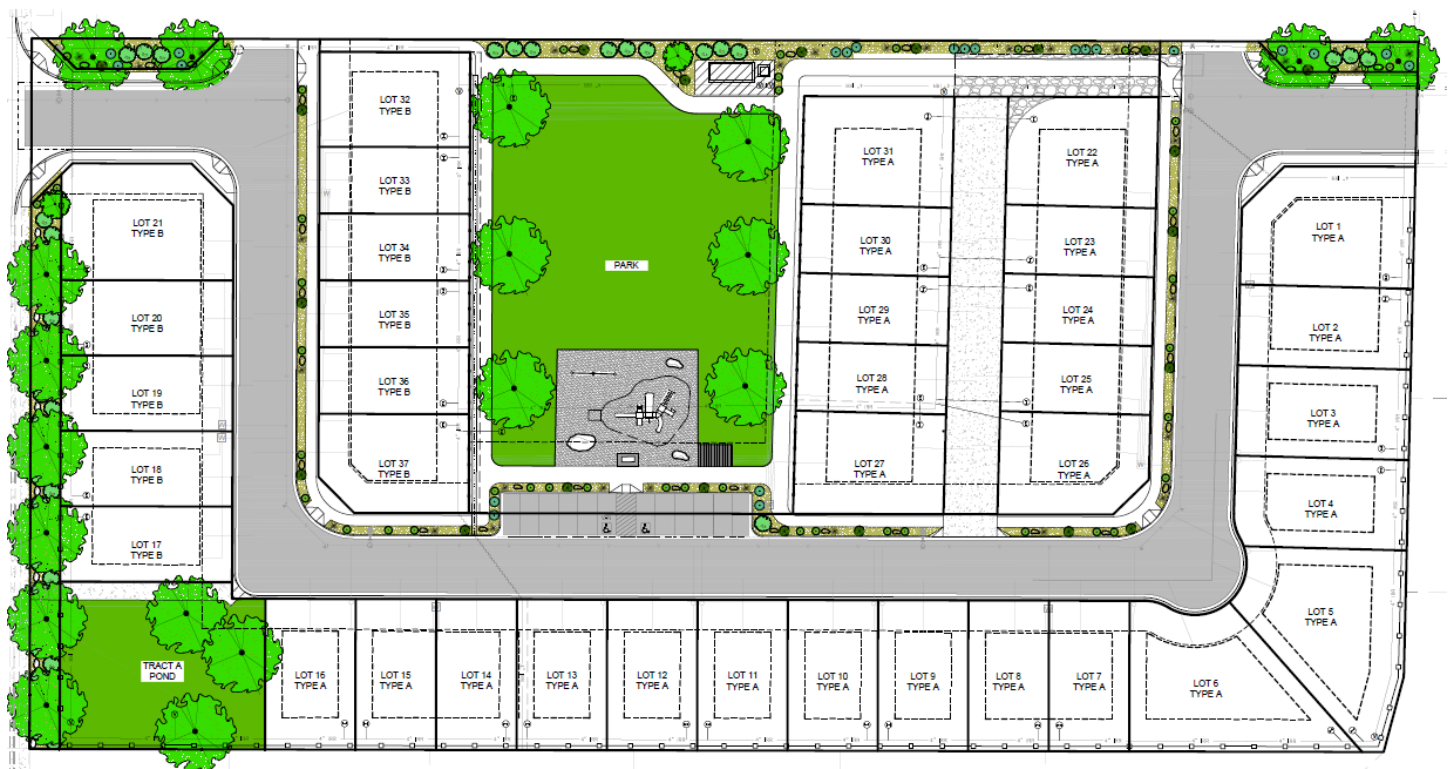 LOT 32
TYPE B
LOT 33
TYPE B
LOT 34
TYPE B
LOT 35
TYPE B
LOT 36
TYPE B
LOT 37
TYPE B
LOT 21
TYPE B
LOT 20
TYPE B
LOT 19
TYPE B
LOT 18
TYPE B
LOT 17
TYPE B
PARK
LOT 31
TYPE A
LOT 30
TYPE A
LOT 29
TYPE A
LOT 28
TYPE A
LOT 27
TYPE A
LOT 22
TYPE A
LOT 23
TYPE A
LOT 24
TYPE A
LOT 25
TYPE A
LOT 26
TYPE A
LOT 1
TYPE A
LOT 2
TYPE A
LOT 3
TYPE A
LOT 4
TYPE A
LOT 5
TYPE A
TRACT A
POND
LOT 16
TYPE A
LOT 15
TYPE A
LOT 14
TYPE A
LOT 13
TYPE A
LOT 12
TYPE A
LOT 11
TYPE A
LOT 10
TYPE A
LOT 9
TYPE A
LOT 8
TYPE A
LOT 7
TYPE A
LOT 6
TYPE A